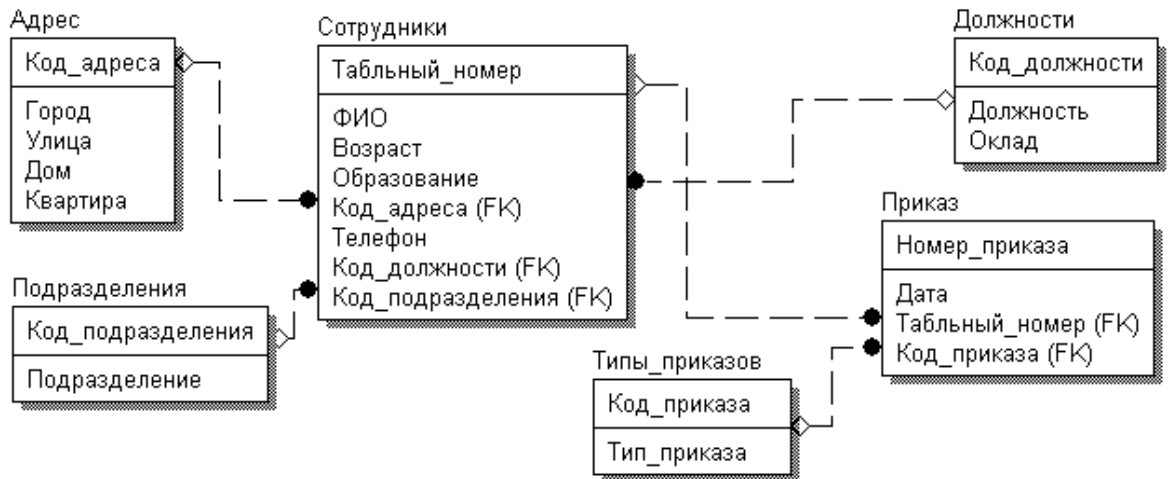 Адрес
Код_адреса
Город
Улица
Дом
Квартира
Сотрудники
Табльный_номер
ФИО
Возраст
Образование
Код_адреса (FK)
Телефон
Код_должности (FK)
Код_подразделения (FK)
Должности
Код_должности
Должность
Оклад
Подразделения
Код_подразделения
Подразделение
Типы_приказов
Код_приказа
Тип_приказа
Приказ
Номер_приказа
Дата
Табльный_номер (FK)
Код_приказа (FK)